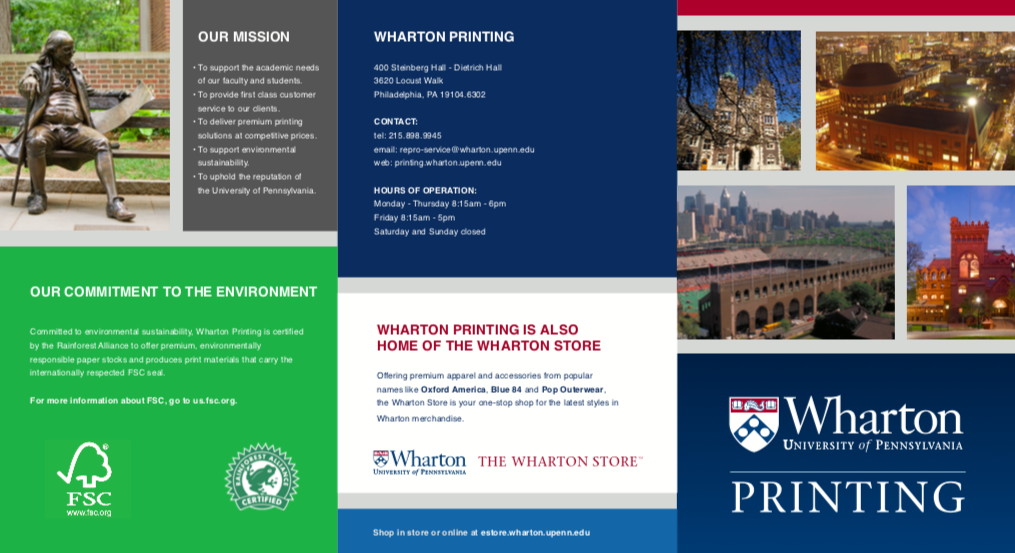 OUR MISSION
• To support the academic needs
of our faculty and students.
• To provide first class customer
service to our clients.
• To deliver premium printing
solutions at competitive prices.
• To support environmental
sustainability.
• To uphold the reputation of
the University of Pennsylvania.
OUR COMMITMENT TO THE ENVIRONMENT
Committed to environmental sustainability, Wharton Printing is certified
by the Rainforest Alliance to offer premium, environmentally
responsible paper stocks and produces print materials that carry the
internationally respected FSC seal.
For more information about FSC, go to us.fsc.org.
®
FSC
www.fsc.org
RAINFOREST ALLIANCE
CERTIFIED
WHARTON PRINTING
400 Steinberg Hall - Dietrich Hall
3620 Locust Walk
Philadelphia, PA 19104.6302
CONTACT:
tel: 215.898.9945
email: repro-service@wharton.upenn.edu
web: printing.wharton.upenn.edu
HOURS OF OPERATION:
Monday - Thursday 8:15am - 6pm
Friday 8:15am - 5pm
Saturday and Sunday closed
WHARTON PRINTING IS ALSO
HOME OF THE WHARTON STORE
Offering premium apparel and accessories from popular
names like Oxford America, Blue 84 and Pop Outerwear,
the Wharton Store is your one-stop shop for the latest styles in
Wharton merchandise.
Wharton
UNIVERSITY of PENNSYLVANIA
THE WHARTON STORE™
Shop in store or online at estore.wharton.upenn.edu
Wharton
UNIVERSITY of PENNSYLVANIA
PRINTING